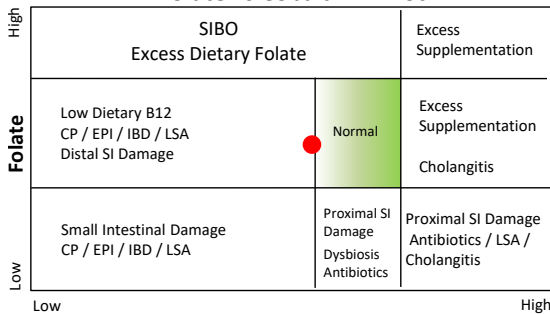 High
SIBO
Excess Dietary Folate
Excess
Supplementation
Folate
Low Dietary B12
CP / EPI / IBD / LSA
Distal SI Damage
Normal
Excess
Supplementation
Cholangitis
Small Intestinal Damage
CP / EPI / IBD / LSA
Proximal SI
Damage
Dysbiosis
Antibiotics
Proximal SI Damage
Antibiotics / LSA /
Cholangitis
Low
Low
High